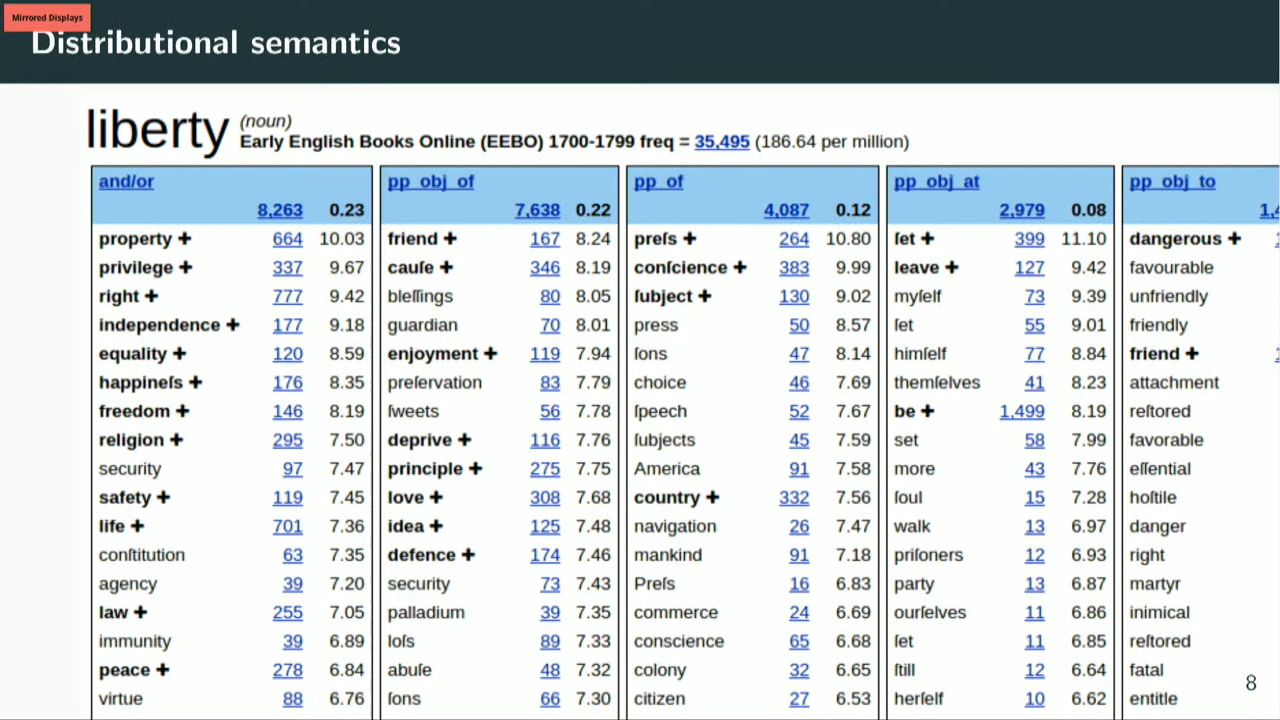 Mirrored Displays
Distributional semantics
liberty (noun)
Early English Books Online (EEBO) 1700-1799 freq = 35,495 (186.64 per million)
and/or
8,263 0.23
property + 664 10.03
privilege + 337 9.67
right + 777 9.42
independence + 177 9.18
equality + 120 8.59
happineſs + 176 8.35
freedom + 146 8.19
religion + 295 7.50
security 97 7.47
safety + 119 7.45
life + 701 7.36
conſtitution 63 7.35
agency 39 7.20
law + 255 7.05
immunity 39 6.89
peace + 278 6.84
virtue 88 6.76
pp_obj_of
7,638 0.22
friend + 167 8.24
cauſe + 346 8.19
bleſſings 80 8.05
guardian 70 8.01
enjoyment + 119 7.94
preſervation 83 7.79
ſweets 56 7.78
deprive + 116 7.76
principle + 275 7.75
love + 308 7.68
idea + 125 7.48
defence + 174 7.46
security 73 7.43
palladium 39 7.35
loſs 89 7.33
abuſe 48 7.32
ſons 66 7.30
pp_of
4,087 0.12
preſs + 264 10.80
conſcience + 383 9.99
ſubject + 130 9.02
press 50 8.57
ſons 47 8.14
choice 46 7.69
ſpeech 52 7.67
ſubjects 45 7.59
America 91 7.58
country + 332 7.56
navigation 26 7.47
mankind 91 7.18
Preſs 16 6.83
commerce 24 6.69
conscience 65 6.68
colony 32 6.65
citizen 27 6.53
pp_obj_at
2,979 0.08
ſet + 399 11.10
leave + 127 9.42
myſelf 73 9.39
ſet 55 9.01
himſelf 77 8.84
themſelves 41 8.23
be + 1,499 8.19
set 58 7.99
more 43 7.76
ſoul 15 7.28
walk 13 6.97
priſoners 12 6.93
party 13 6.87
ourſelves 11 6.86
ſet 11 6.85
ſtill 12 6.64
herſelf 10 6.62
pp_obj_to
dangerous +
favourable
unfriendly
friendly
friend +
attachment
reſtored
favorable
eſſential
hoſtile
danger
right
martyr
inimical
reſtored
fatal
entitle
8